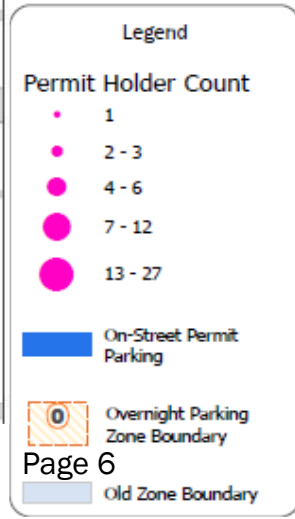 Legend
Permit Holder Count
1
2 - 3
4 - 6
7 - 12
13 - 27
On-Street Permit
Parking
0
Overnight Parking
Zone Boundary
Page 6
Old Zone Boundary